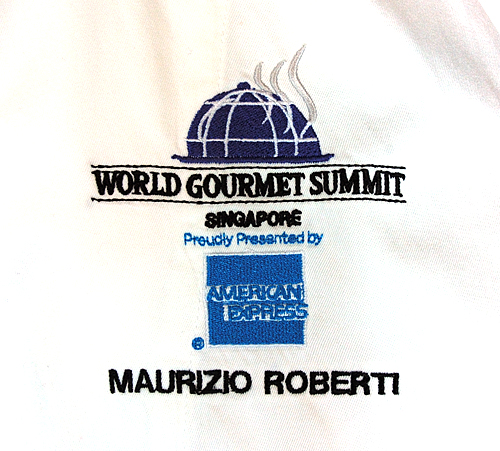 WORLD GOURMET SUMMIT
SINGAPORE
Proudly Presented by
AMERICAN
EXPRESS
®
MAURIZIO ROBERTI